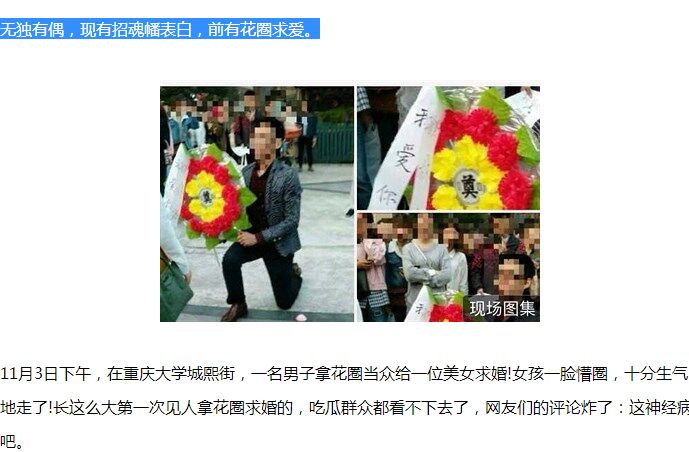 无独有偶，现有招魂幡表白，前有花圈求爱。
奠
我
爱
你
奠
现场图集
11月3日下午，在重庆大学城熙街，一名男子拿花圈当众给一位美女求婚!女孩一脸懵圈，十分生气
地走了!长这么大第一次见人拿花圈求婚的，吃瓜群众都看不下去了，网友们的评论炸了：这神经病
吧。